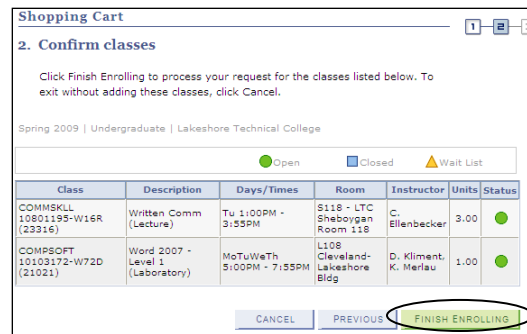 Shopping Cart
1 2
2. Confirm classes
Click Finish Enrolling to process your request for the classes listed below. To
exit without adding these classes, click Cancel.
Spring 2009 | Undergraduate | Lakeshore Technical College
Open Closed Wait List
Class Description Days/Times Room Instructor Units Status
COMMSKLL
10801195-W16R
(23316)
Written Comm
(Lecture)
Tu 1:00PM -
3:55PM
S118 - LTC
Sheboygan
Room 118
C.
Ellenbecker
3.00
COMPSOFT
10103172-W72D
(21021)
Word 2007 -
Level 1
(Laboratory)
MoTuWeTh
5:00PM - 7:55PM
L108
Cleveland-
Lakeshore
Bldg
D. Kliment,
K. Merlau
1.00
CANCEL PREVIOUS FINISH ENROLLING